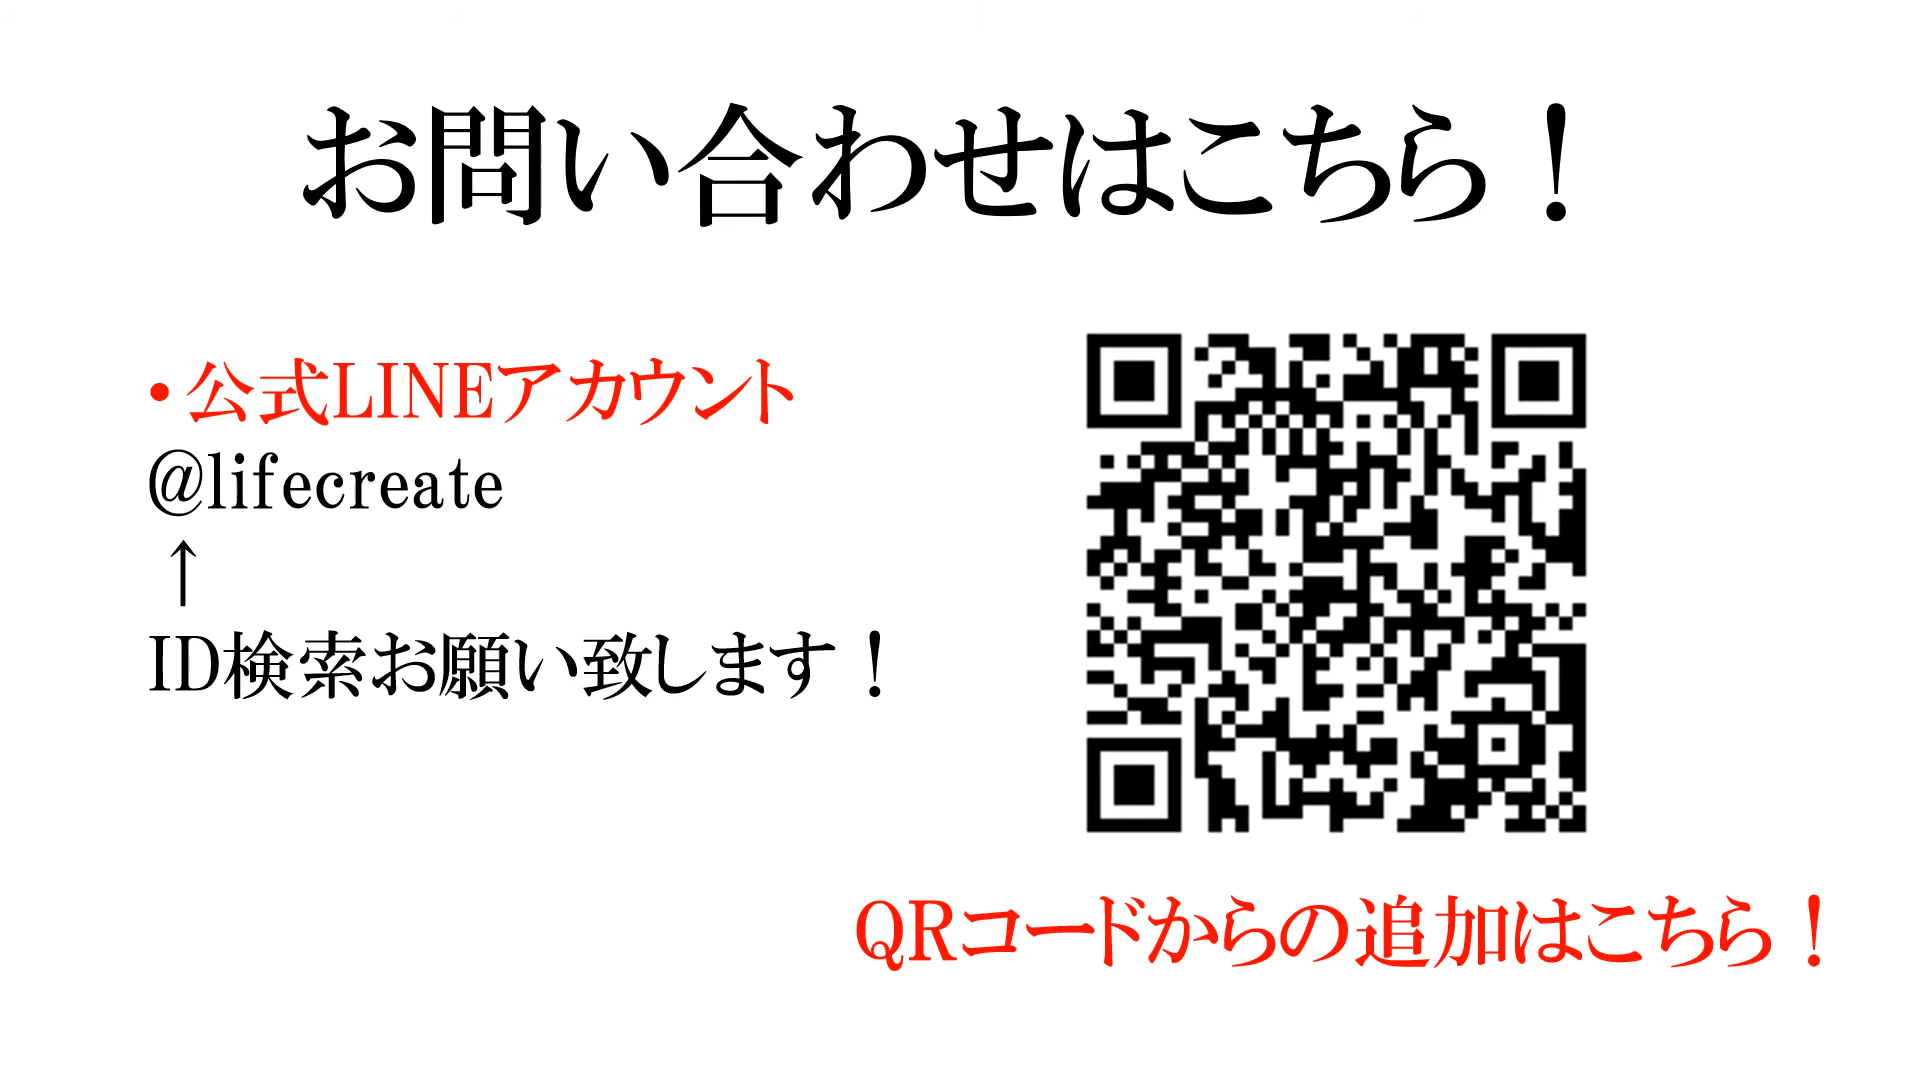 お問い合わせはこちら！
・公式LINEアカウント
@lifecreate
↑
ID検索お願い致します！
QRコードからの追加はこちら！